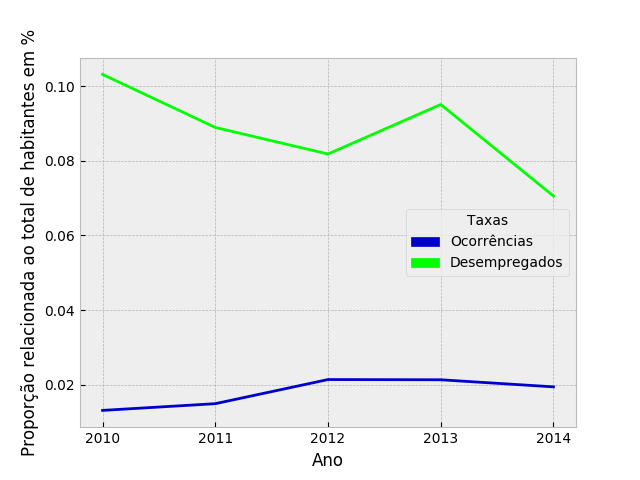 Proporção relacionada ao total de habitantes em %
0.10
0.08
0.06
0.04
0.02
Taxas
Ocorrências
Desempregados
2010 2011 2012 2013 2014
Ano